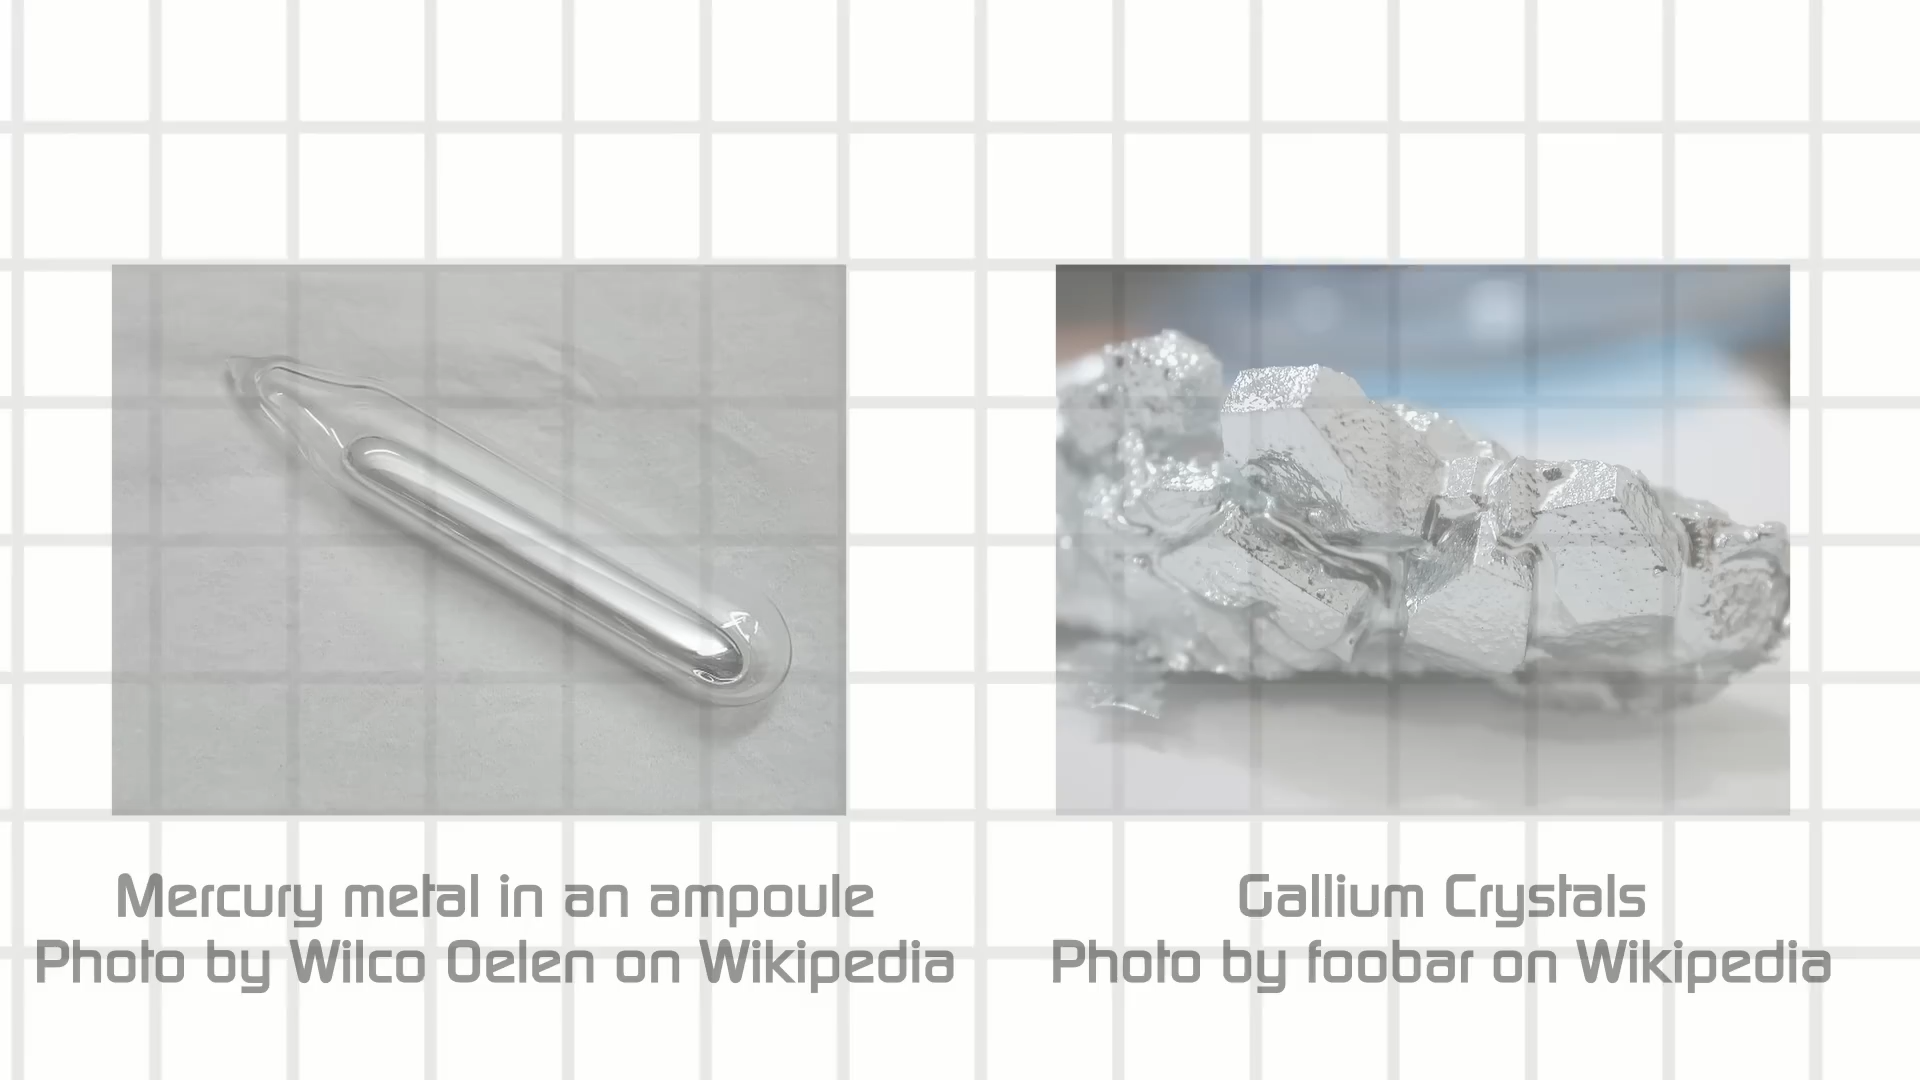 Mercury metal in an ampoule
Photo by Wilco Oelen on Wikipedia
Gallium Crystals
Photo by foobar on Wikipedia